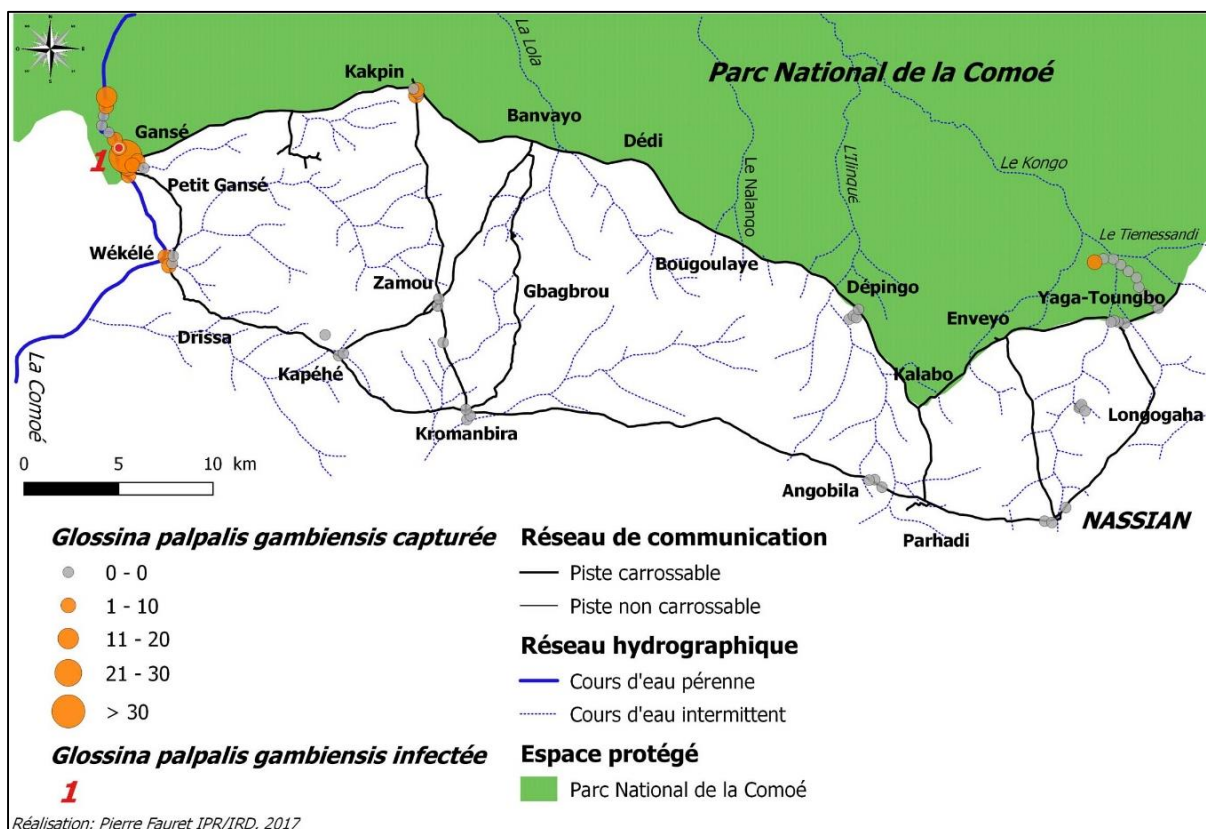 Parc National de la Comoé
La Lola
Kakpin
Banvayo
Dédi
Gansé
1
Petit Gansé
Le Nalanqo
L'Ilinqué
Le Kongo
Le Tiemessandi
Wékélé
Zamou
Gbagbrou
Bougoulaye
Dépingo
Yaga-Toungbo
Enveyo
Drissa
Kapéhé
Kalabo
La Comoé
Kromanbira
Longogaha
Angobila
NASSIAN
Parhadi
0 5 10 km
Glossina palpalis gambiensis capturée
0 - 0
1 - 10
11 - 20
21 - 30
> 30
Glossina palpalis gambiensis infectée
1
Réseau de communication
Piste carrossable
Piste non carrossable
Réseau hydrographique
Cours d'eau pérenne
Cours d'eau intermittent
Espace protégé
Parc National de la Comoé
Réalisation: Pierre Fauret IPR/IRD, 2017